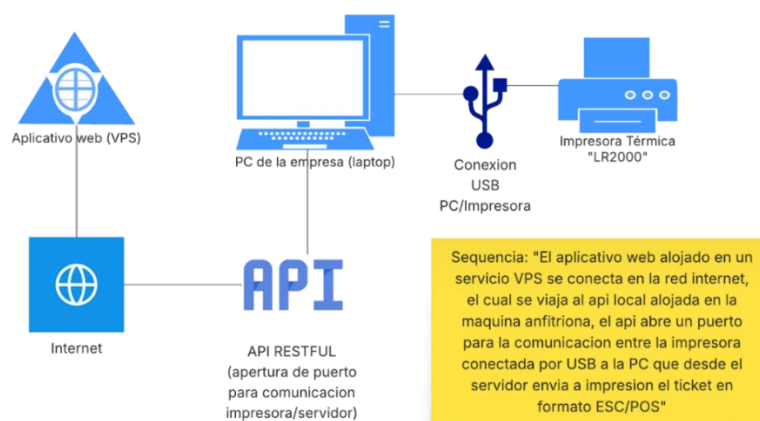 Aplicativo web (VPS)
PC de la empresa (laptop)
Conexion
USB
PC/Impresora
Impresora Térmica
"LR2000"
Internet
API
API RESTFUL
(apertura de puerto
para comunicacion
impresora/servidor)
Sequencia: "El aplicativo web alojado en un
servicio VPS se conecta en la red internet,
el cual se viaja al api local alojada en la
maquina anfitriona, el api abre un puerto
para la comunicacion entre la impresora
conectada por USB a la PC que desde el
servidor envia a impresion el ticket en
formato ESC/POS"